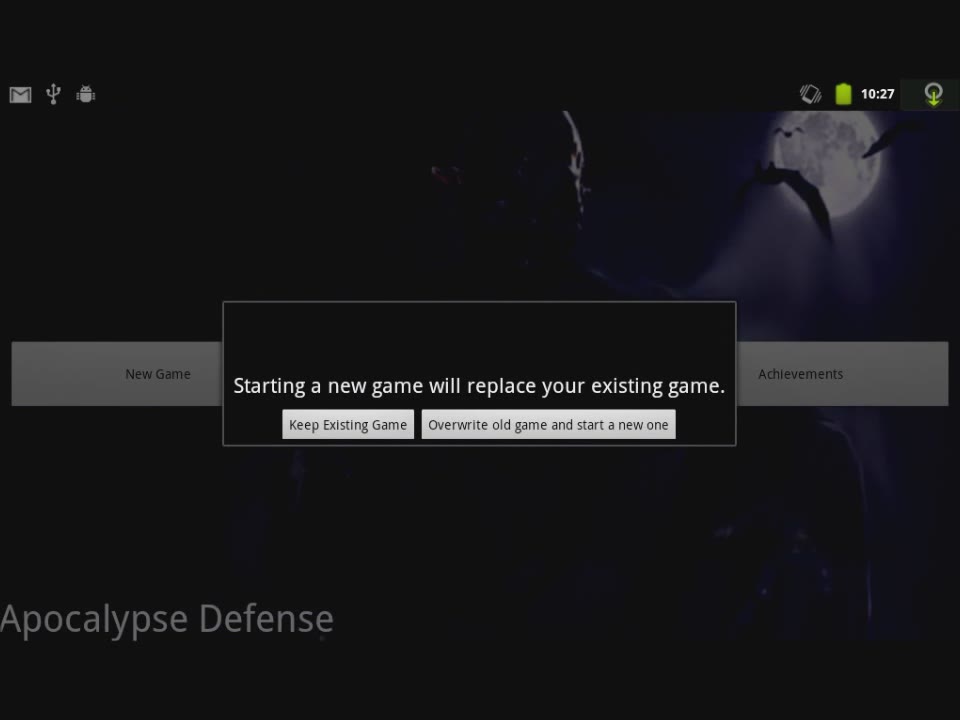 10:27
New Game
Achievements
Starting a new game will replace your existing game.
Keep Existing Game
Overwrite old game and start a new one
Apocalypse Defense